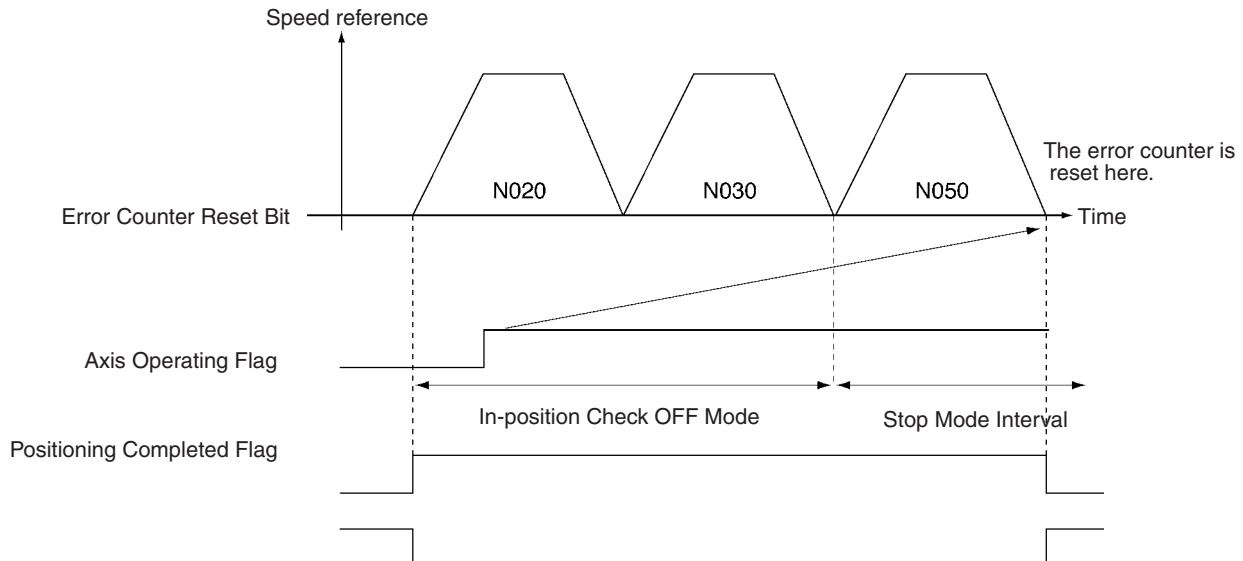 Speed reference
The error counter is
reset here.
N020
N030
N050
Error Counter Reset Bit
Time
Axis Operating Flag
In-position Check OFF Mode
Stop Mode Interval
Positioning Completed Flag